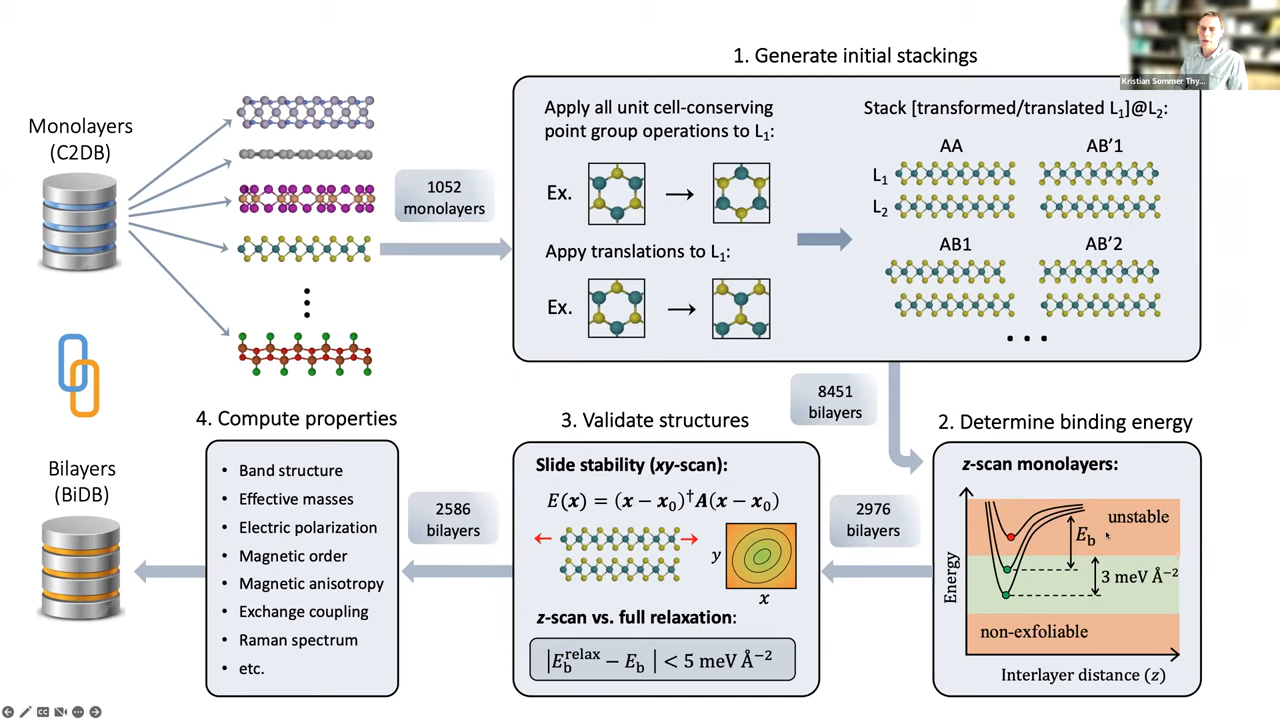 Kristian Sommer Thy...
1. Generate initial stackings
Monolayers
(C2DB)
1052
monolayers
Apply all unit cell-conserving
point group operations to L₁:
Ex.
Appy translations to L₁:
Ex.
Stack [transformed/translated L₁]@L₂:
AA
AB’1
L₁
L₂
AB1
AB’2
8451
bilayers
2. Determine binding energy
z-scan monolayers:
unstable
E_b
3 meV Å⁻²
non-exfoliable
Energy
Interlayer distance (z)
2976
bilayers
3. Validate structures
Slide stability (xy-scan):
E(x) = (x − x₀)†A(x − x₀)
y
x
z-scan vs. full relaxation:
|E_b^relax − E_b | < 5 meV Å⁻²
2586
bilayers
4. Compute properties
• Band structure
• Effective masses
• Electric polarization
• Magnetic order
• Magnetic anisotropy
• Exchange coupling
• Raman spectrum
• etc.
Bilayers
(BiDB)